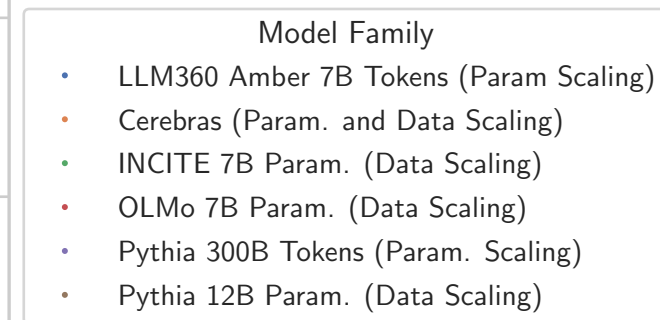 Model Family
LLM360 Amber 7B Tokens (Param Scaling)
Cerebras (Param. and Data Scaling)
INCITE 7B Param. (Data Scaling)
OLMo 7B Param. (Data Scaling)
Pythia 300B Tokens (Param. Scaling)
Pythia 12B Param. (Data Scaling)